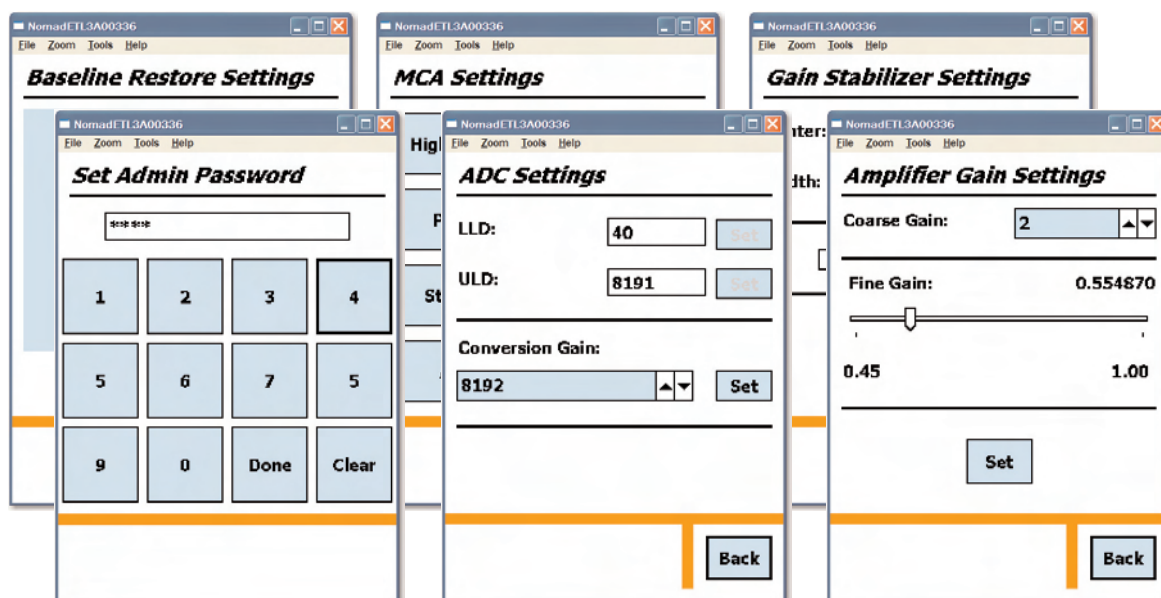 NomadETL3A00336
File Zoom Tools Help
Baseline Restore Settings
NomadETL3A00336
File Zoom Tools Help
MCA Settings
NomadETL3A00336
File Zoom Tools Help
Gain Stabilizer Settings
NomadETL3A00336
File Zoom Tools Help
Set Admin Password
****
1 2 3 4
5 6 7 5
9 0 Done Clear
NomadETL3A00336
File Zoom Tools Help
ADC Settings
LLD: 40 Set
ULD: 8191 Set
Conversion Gain:
8192 Set
Back
NomadETL3A00336
File Zoom Tools Help
Amplifier Gain Settings
Coarse Gain: 2
Fine Gain: 0.554870
0.45 1.00
Set
Back